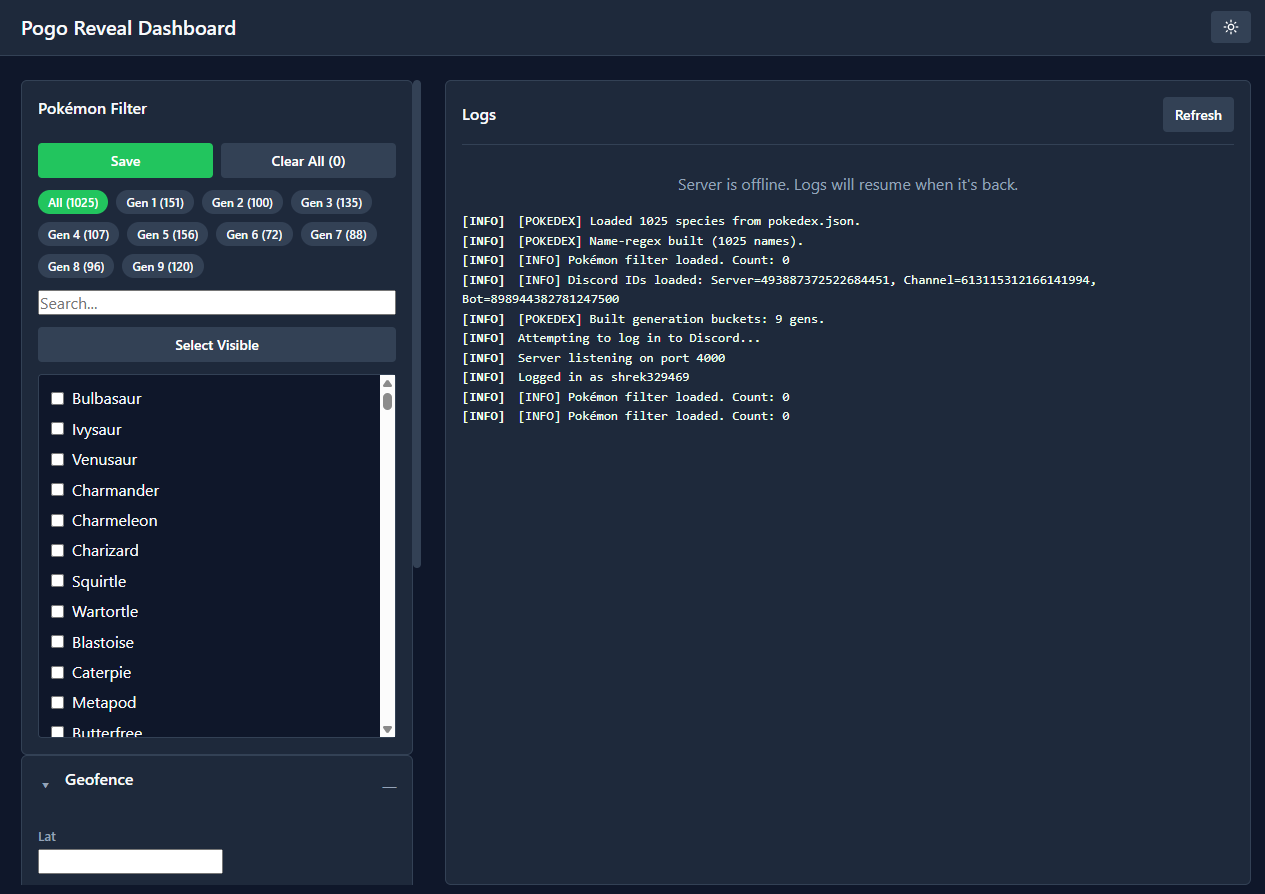 Pogo Reveal Dashboard
Pokémon Filter
Save
Clear All (0)
All (1025)
Gen 1 (151)
Gen 2 (100)
Gen 3 (135)
Gen 4 (107)
Gen 5 (156)
Gen 6 (72)
Gen 7 (88)
Gen 8 (96)
Gen 9 (120)
Search...
Select Visible
Bulbasaur
Ivysaur
Venusaur
Charmander
Charmeleon
Charizard
Squirtle
Wartortle
Blastoise
Caterpie
Metapod
Butterfree
Geofence
Lat
Logs
Refresh
Server is offline. Logs will resume when it's back.
[INFO] [POKEDEX] Loaded 1025 species from pokedex.json.
[INFO] [POKEDEX] Name-regex built (1025 names).
[INFO] [INFO] Pokémon filter loaded. Count: 0
[INFO] [INFO] Discord IDs loaded: Server=493887372522684451, Channel=613115312166141994,
Bot=898944382781247500
[INFO] [POKEDEX] Built generation buckets: 9 gens.
[INFO] Attempting to log in to Discord...
[INFO] Server listening on port 4000
[INFO] Logged in as shrek329469
[INFO] [INFO] Pokémon filter loaded. Count: 0
[INFO] [INFO] Pokémon filter loaded. Count: 0